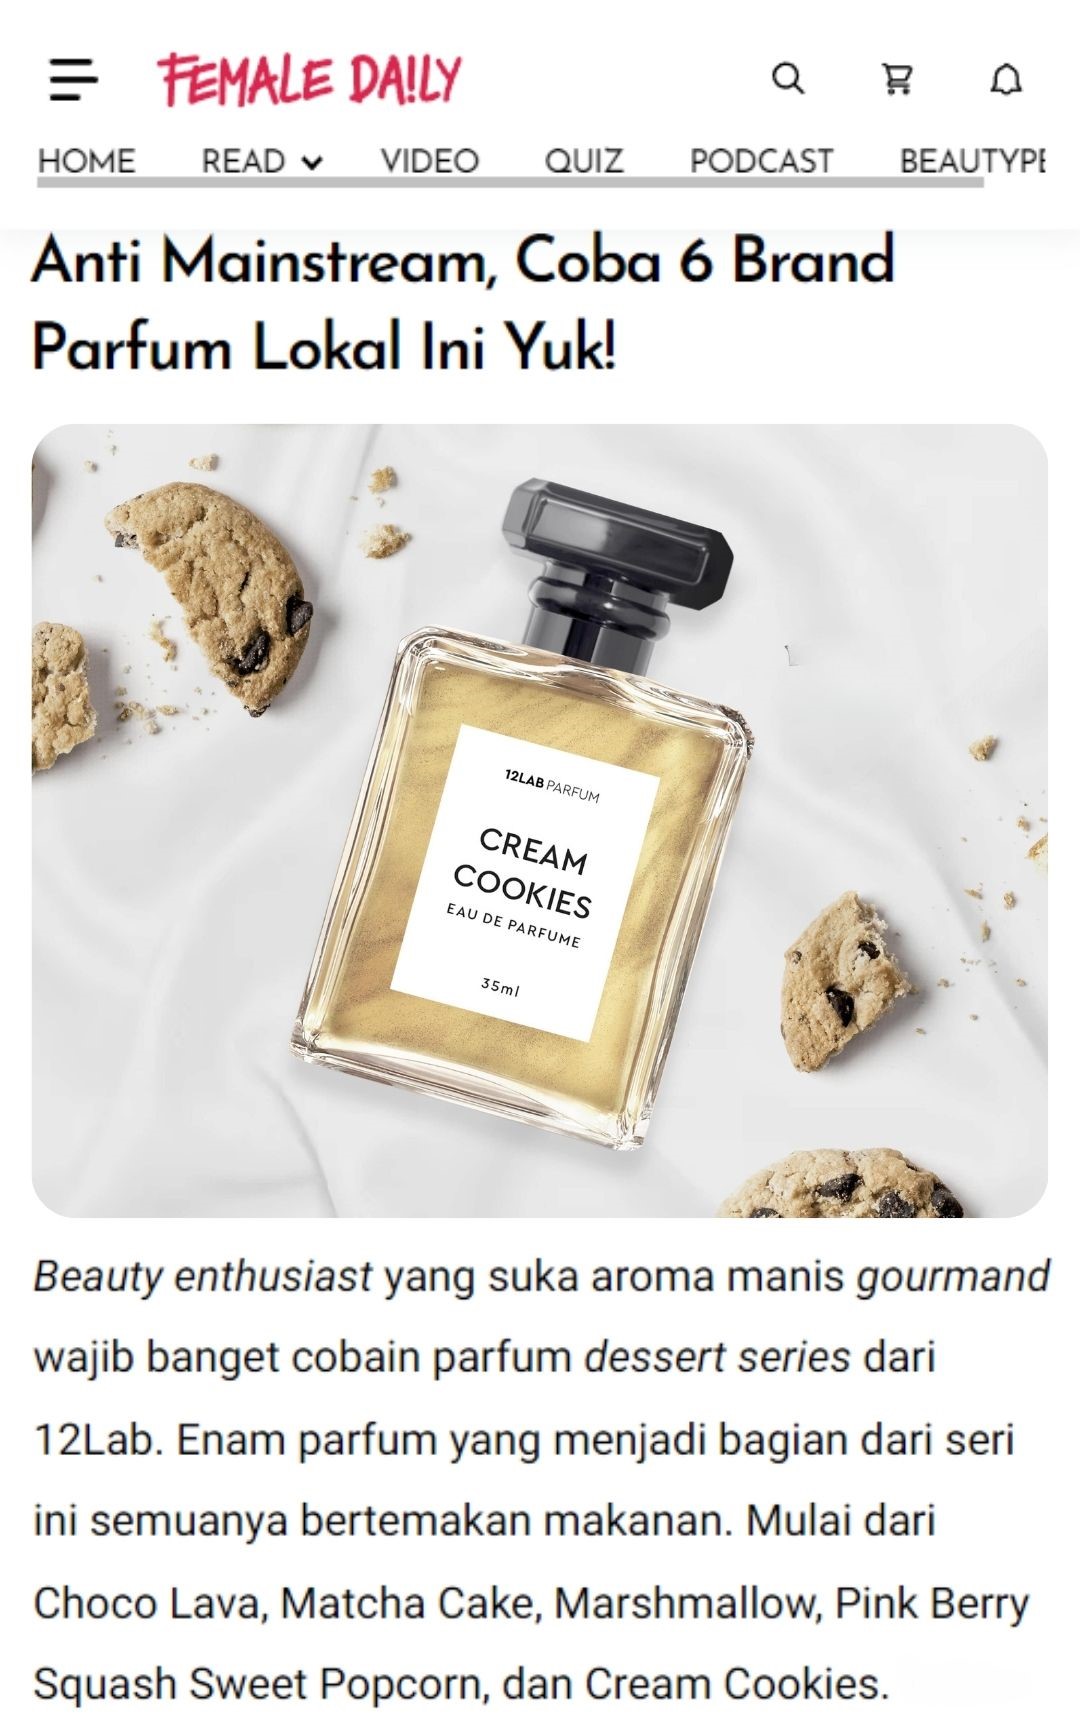 FEMALE DA!LY
HOME READ VIDEO QUIZ PODCAST BEAUTYPE
Anti Mainstream, Coba 6 Brand
Parfum Lokal Ini Yuk!
12LAB PARFUM
CREAM
COOKIES
EAU DE PARFUME
35ml
Beauty enthusiast yang suka aroma manis gourmand
wajib banget cobain parfum dessert series dari
12Lab. Enam parfum yang menjadi bagian dari seri
ini semuanya bertemakan makanan. Mulai dari
Choco Lava, Matcha Cake, Marshmallow, Pink Berry
Squash Sweet Popcorn, dan Cream Cookies.